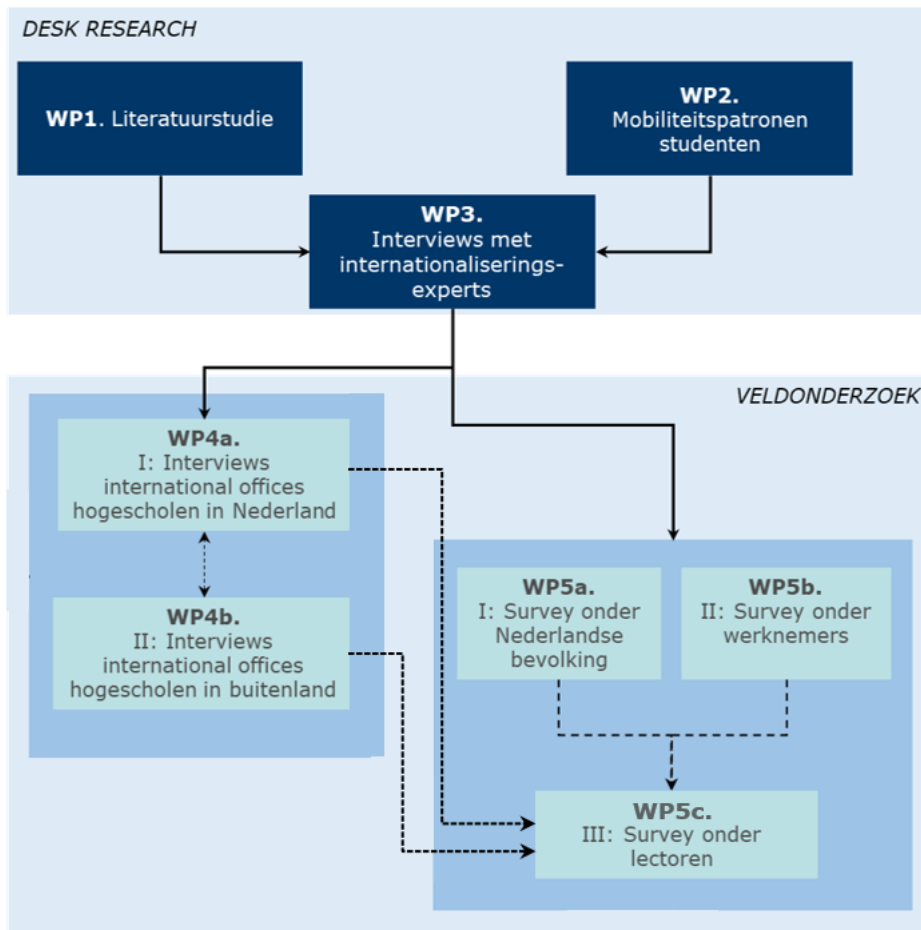 DESK RESEARCH
WP1. Literatuurstudie
WP2.
Mobiliteitspatronen
studenten
WP3.
Interviews met
internationaliserings-
experts
VELDONDERZOEK
WP4a.
I: Interviews
international offices
hogescholen in Nederland
WP4b.
II: Interviews
international offices
hogescholen in buitenland
WP5a.
I: Survey onder
Nederlandse
bevolking
WP5b.
II: Survey onder
werknemers
WP5c.
III: Survey onder
lectoren